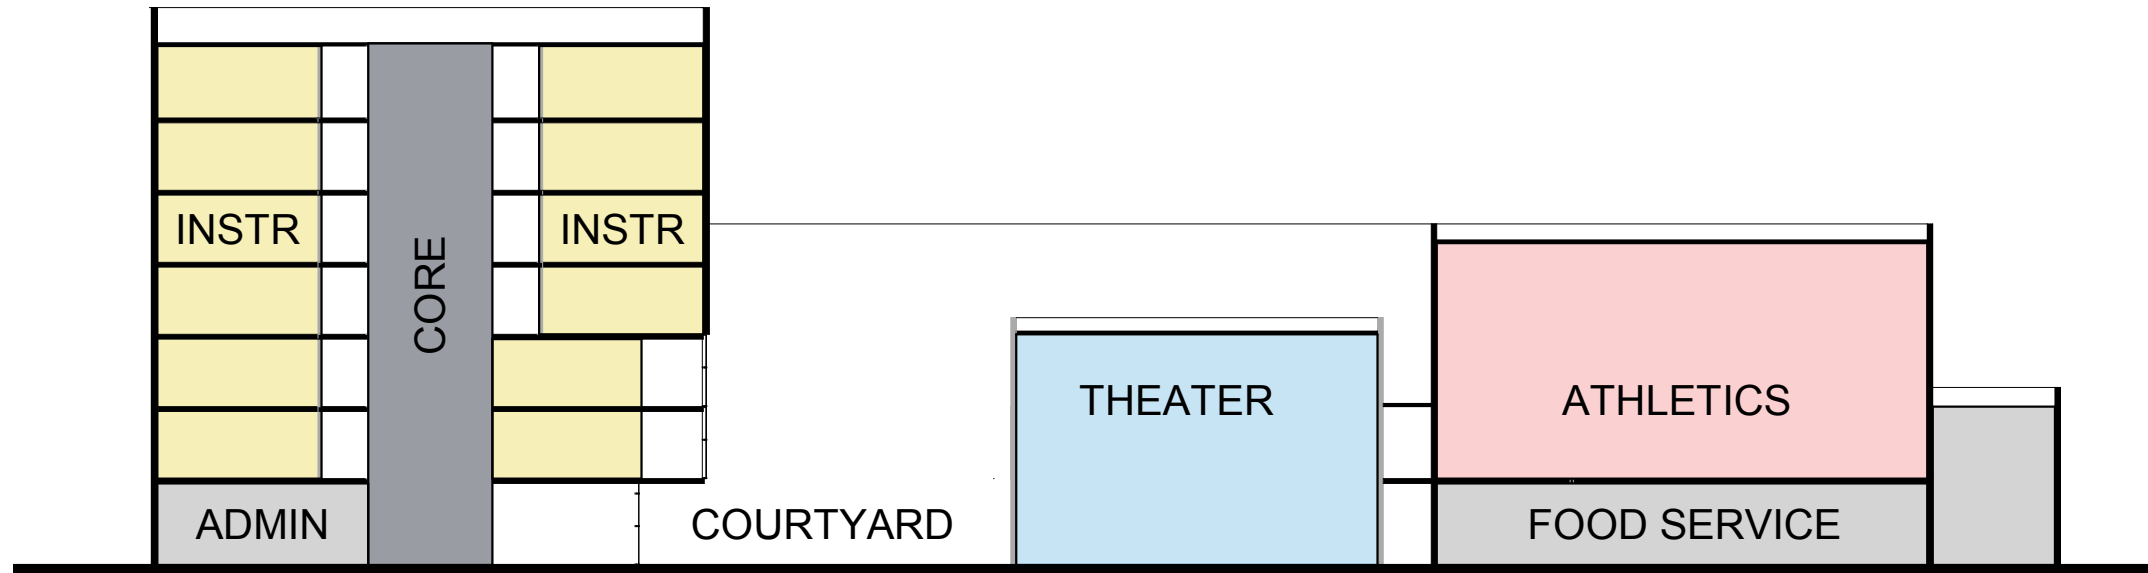 INSTR
INSTR
CORE
THEATER
ATHLETICS
ADMIN
COURTYARD
FOOD SERVICE